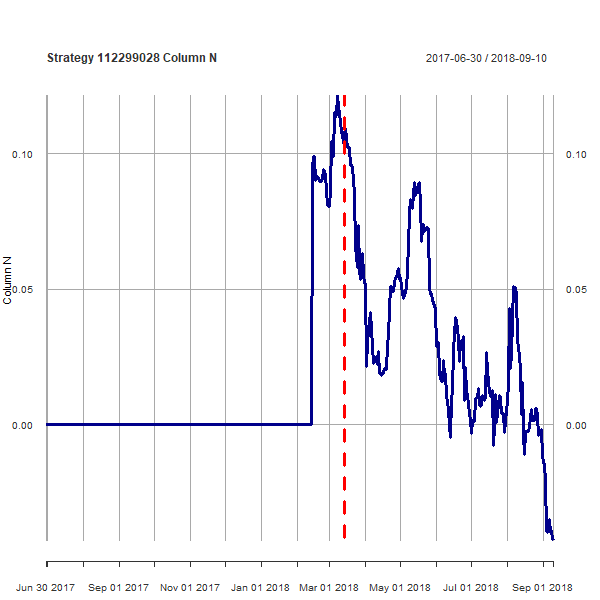 Strategy 112299028 Column N
2017-06-30 / 2018-09-10
0.10
0.10
0.05
0.05
0.00
0.00
Column N
Jun 30 2017
Sep 01 2017
Nov 01 2017
Jan 01 2018
Mar 01 2018
May 01 2018
Jul 01 2018
Sep 01 2018